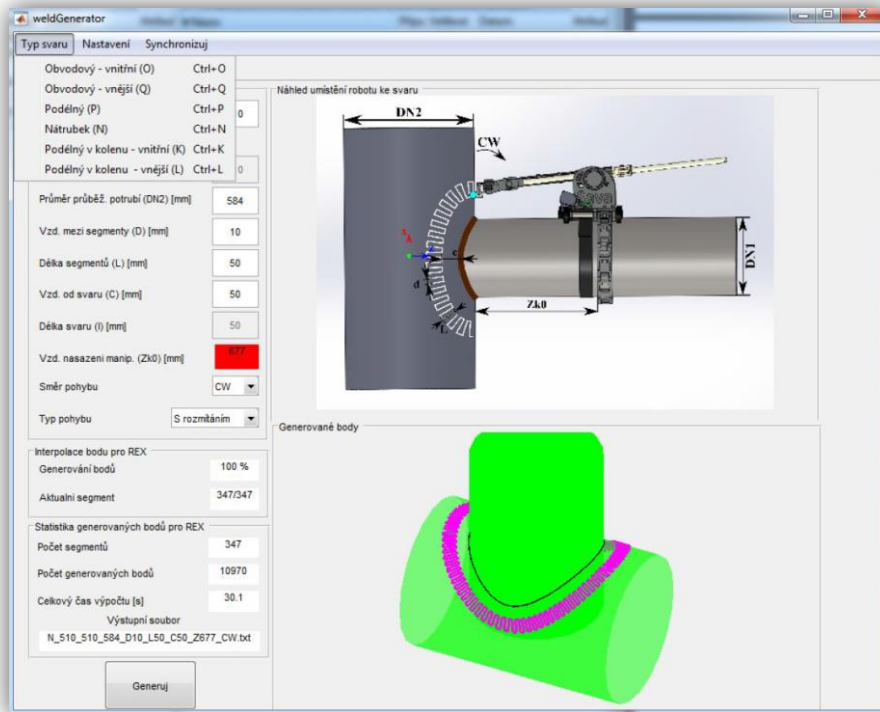 weldGenerator
Typ svaru Nastavení Synchronizuj
Obvodový - vnitřní (O) Ctrl+O
Obvodový - vnější (Q) Ctrl+Q
Podélný (P) Ctrl+P
Nátrubek (N) Ctrl+N
Podélný v kolenu - vnitřní (K) Ctrl+K
Podélný v kolenu - vnější (L) Ctrl+L
0
0
Průměr průběž. potrubí (DN2) [mm] 584
Vzd. mezi segmenty (D) [mm] 10
Délka segmentů (L) [mm] 50
Vzd. od svaru (C) [mm] 50
Délka svaru (l) [mm] 50
Vzd. nasazení manip. (Zk0) [mm] 677
Směr pohybu CW
Typ pohybu S rozmítáním
Interpolace bodu pro REX
Generování bodů 100 %
Aktualni segment 347/347
Statistika generovaných bodů pro REX
Počet segmentů 347
Počet generovaných bodů 10970
Celkový čas výpočtu [s] 30.1
Výstupní soubor
N_510_510_584_D10_L50_C50_Z677_CW.txt
Generuj
Náhled umístění robotu ke svaru
DN2
CW
sava
x
z
c
d
L
DN1
Zk0
Generované body